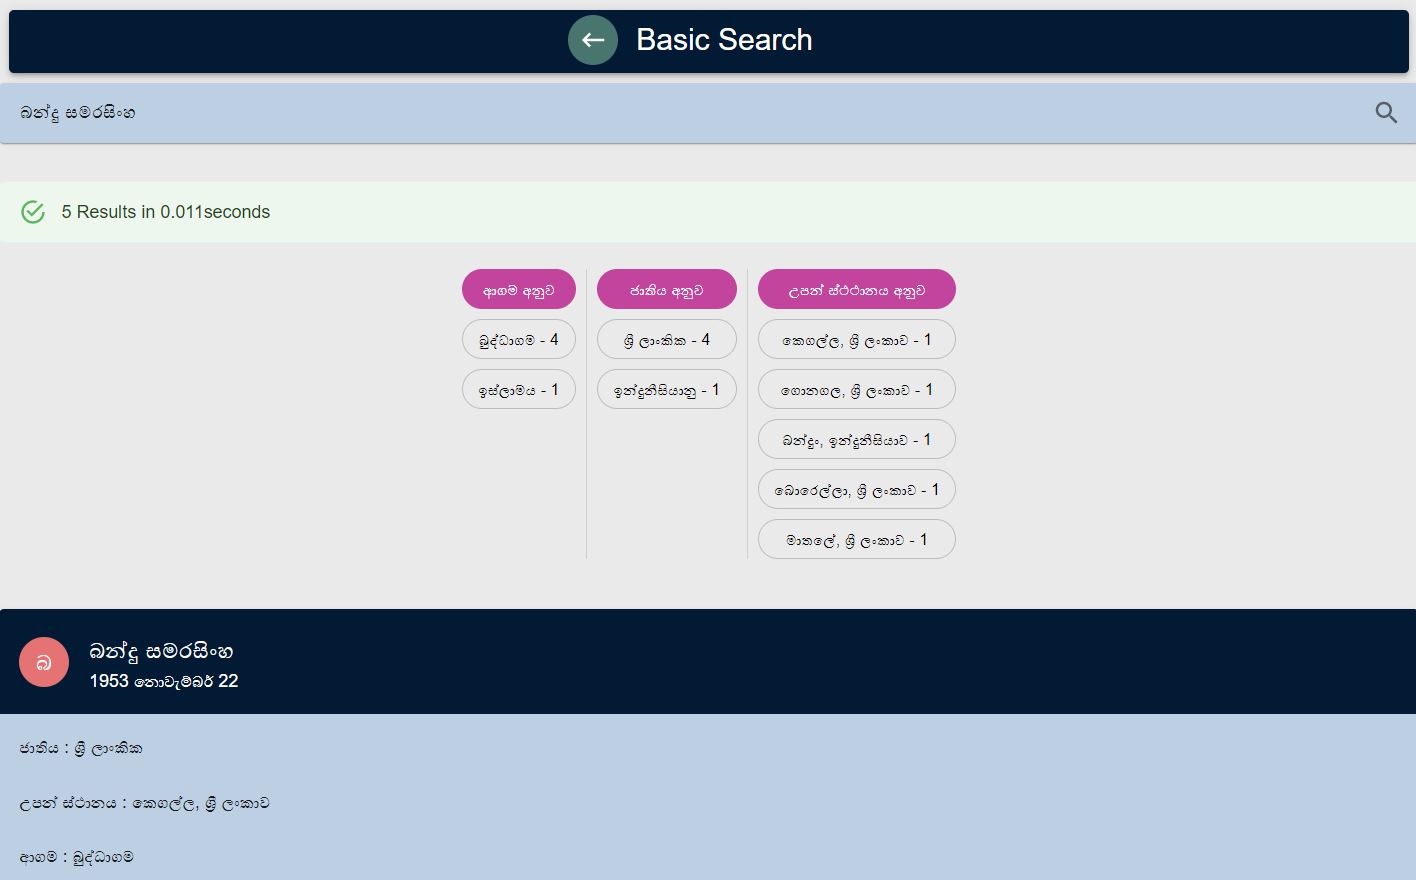 Basic Search
බන්දු සමරසිංහ
5 Results in 0.011seconds
ආගම අනුව
බුද්ධාගම - 4
ඉස්ලාමය - 1
ජාතිය අනුව
ශ්‍රී ලාංකික - 4
ඉන්දුනීසියානු - 1
උපන් ස්ථථානය අනුව
කෙගල්ල, ශ්‍රී ලංකාව - 1
ගොනගල, ශ්‍රී ලංකාව - 1
බන්දුං, ඉන්දුනීසියාව - 1
බොරෙල්ලා, ශ්‍රී ලංකාව - 1
මාතලේ, ශ්‍රී ලංකාව - 1
බ
බන්දු සමරසිංහ
1953 නොවැම්බර් 22
ජාතිය : ශ්‍රී ලාංකික
උපන් ස්ථානය : කෙගල්ල, ශ්‍රී ලංකාව
ආගම : බුද්ධාගම